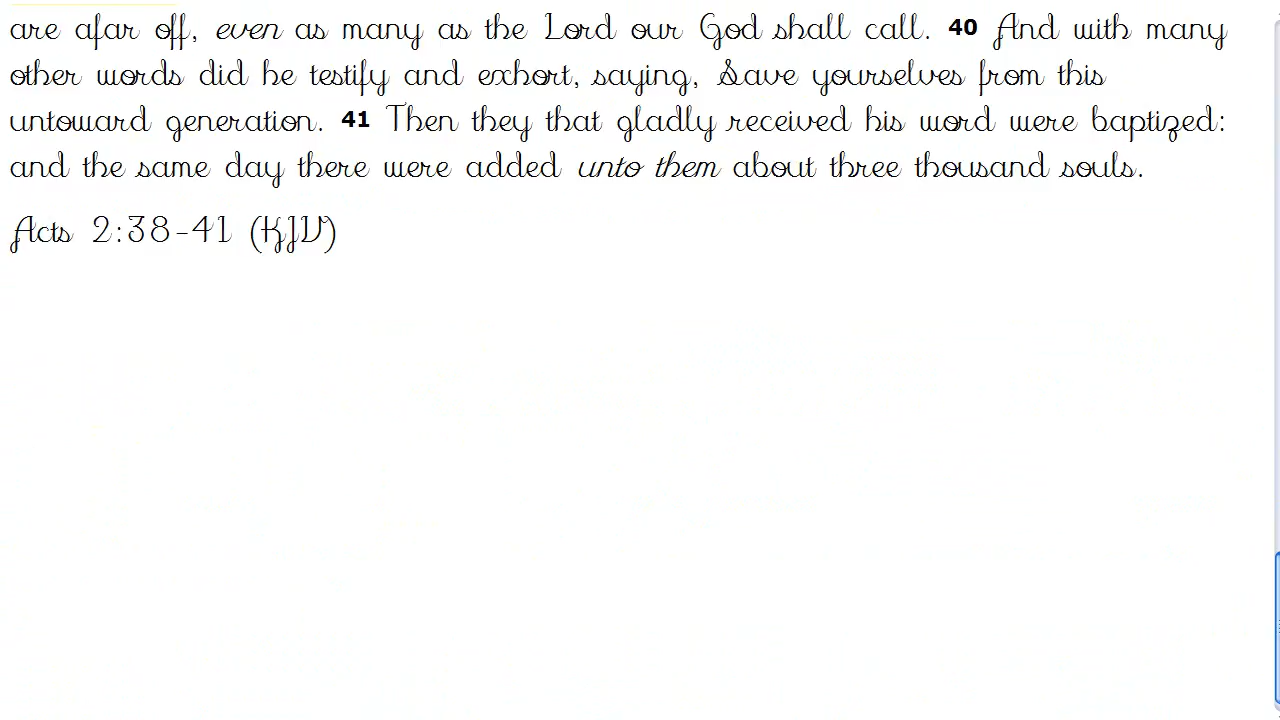 are afar off, even as many as the Lord our God shall call. 40 And with many
other words did he testify and exhort, saying, Save yourselves from this
untoward generation. 41 Then they that gladly received his word were baptized:
and the same day there were added unto them about three thousand souls.
Acts 2:38-41 (KJV)